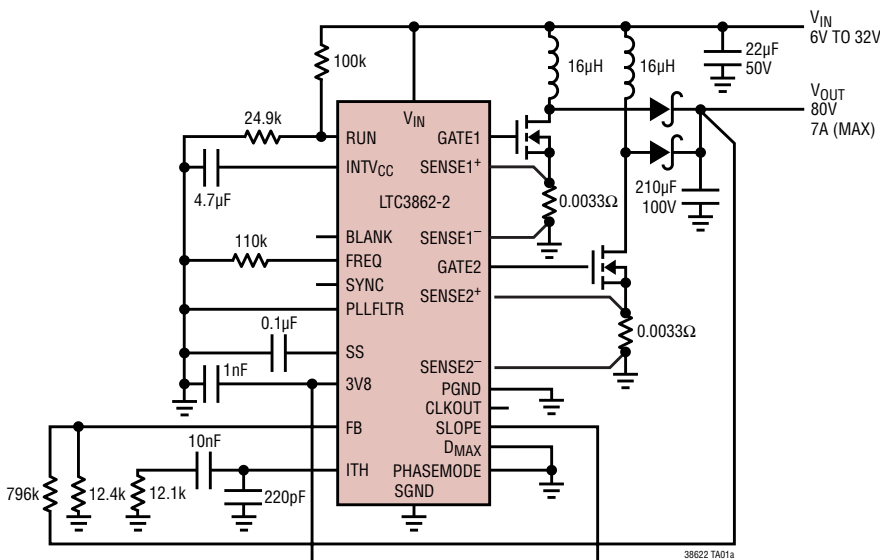 VIN
6V TO 32V
100k
16µH
16µH
22µF
50V
VOUT
80V
7A (MAX)
24.9k
VIN
RUN
GATE1
INTVCC
SENSE1+
4.7µF
LTC3862-2
0.0033Ω
210µF
100V
BLANK
SENSE1–
110k
FREQ
GATE2
SYNC
SENSE2+
PLLFLTR
0.1µF
0.0033Ω
SS
SENSE2–
1nF
3V8
PGND
CLKOUT
FB
SLOPE
10nF
DMAX
ITH
PHASEMODE
796k
12.4k
12.1k
220pF
SGND
38622 TA01a